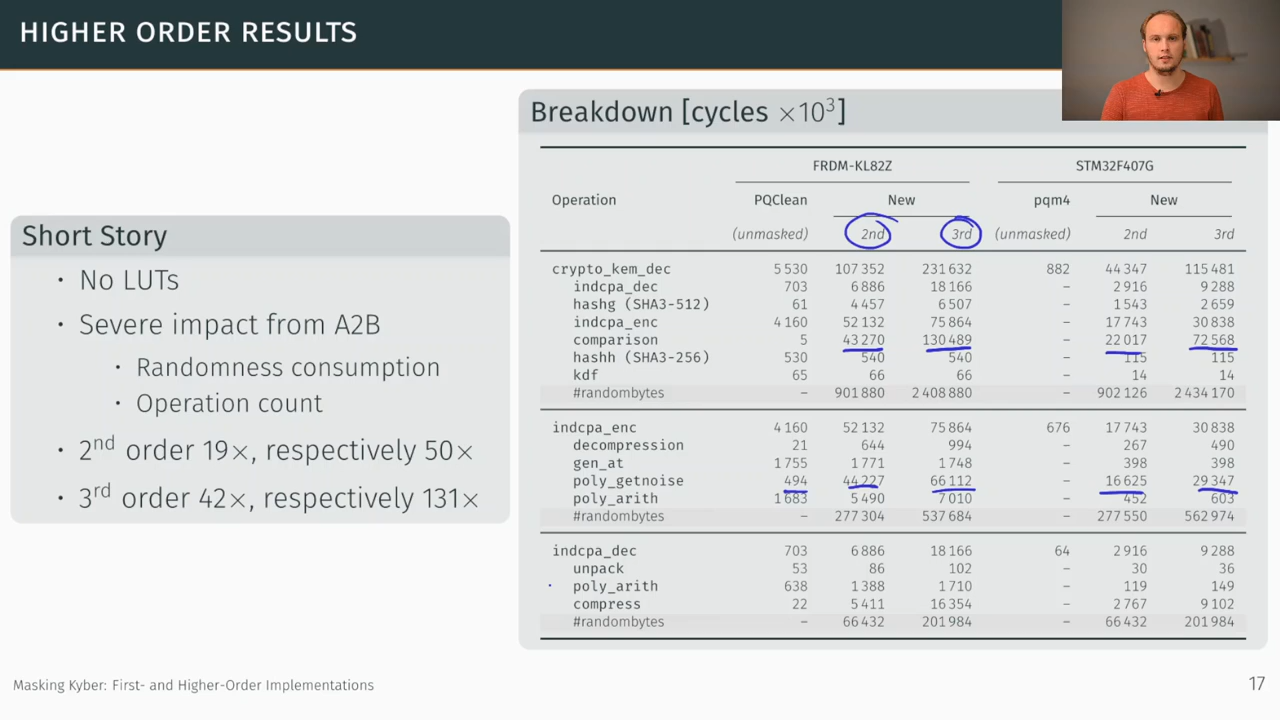 HIGHER ORDER RESULTS
Short Story
· No LUTs
· Severe impact from A2B
· Randomness consumption
· Operation count
· 2nd order 19×, respectively 50×
· 3rd order 42×, respectively 131×
Breakdown [cycles ×10³]
FRDM-KL82Z STM32F407G
Operation PQClean New pqm4 New
(unmasked) 2nd 3rd (unmasked) 2nd 3rd
crypto_kem_dec 5 530 107 352 231 632 882 44 347 115 481
indcpa_dec 703 6 886 18 166 – 2 916 9 288
hashg (SHA3-512) 61 4 457 6 507 – 1 543 2 659
indcpa_enc 4 160 52 132 75 864 – 17 743 30 838
comparison 5 43 270 130 489 – 22 017 72 568
hashh (SHA3-256) 530 540 540 – 115 115
kdf 65 66 66 – 14 14
#randombytes – 901 880 2 408 880 – 902 126 2 434 170
indcpa_enc 4 160 52 132 75 864 676 17 743 30 838
decompression 21 644 994 – 267 490
gen_at 1 755 1 771 1 748 – 398 398
poly_getnoise 494 44 227 66 112 – 16 625 29 347
poly_arith 1 683 5 490 7 010 – 452 603
#randombytes – 277 304 537 684 – 277 550 562 974
indcpa_dec 703 6 886 18 166 64 2 916 9 288
unpack 53 86 102 – 30 36
poly_arith 638 1 388 1 710 – 119 149
compress 22 5 411 16 354 – 2 767 9 102
#randombytes – 66 432 201 984 – 66 432 201 984
Masking Kyber: First- and Higher-Order Implementations
17